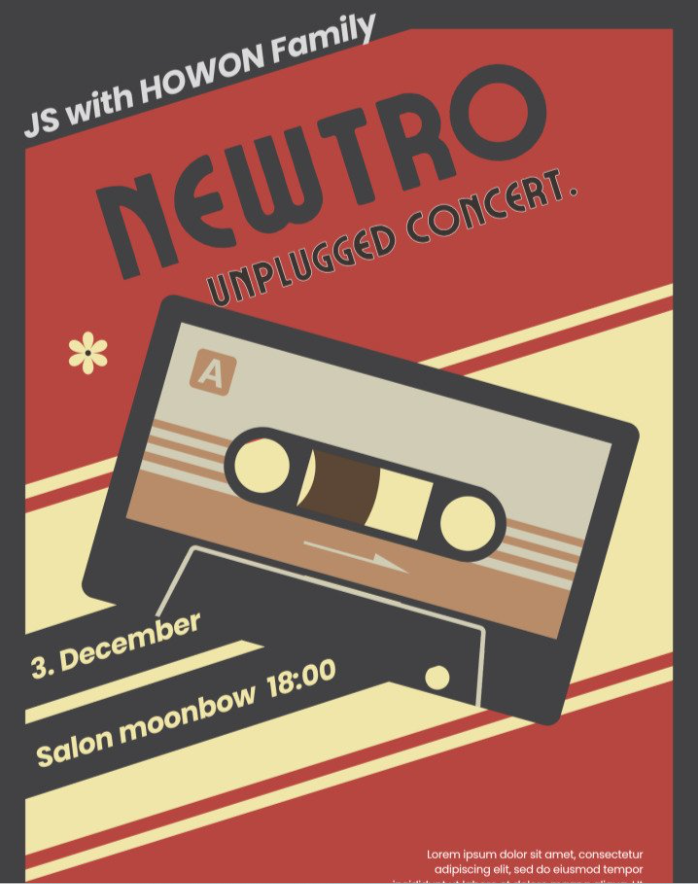 JS with HOWON Family
NEWTRO
UNPLUGGED CONCERT.
A
3. December
Salon moonbow 18:00
Lorem ipsum dolor sit amet, consectetur
adipiscing elit, sed do eiusmod tempor